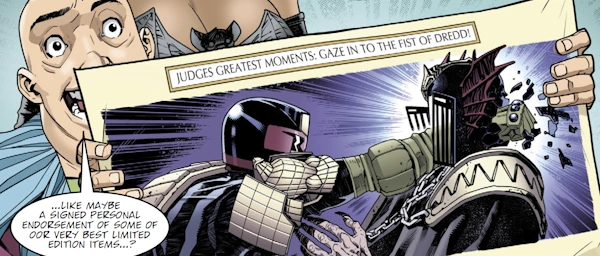 JUDGES GREATEST MOMENTS: GAZE IN TO THE FIST OF DREDD!
...LIKE MAYBE
A SIGNED PERSONAL
ENDORSEMENT OF SOME OF
OOR VERY BEST LIMITED
EDITION ITEMS...?